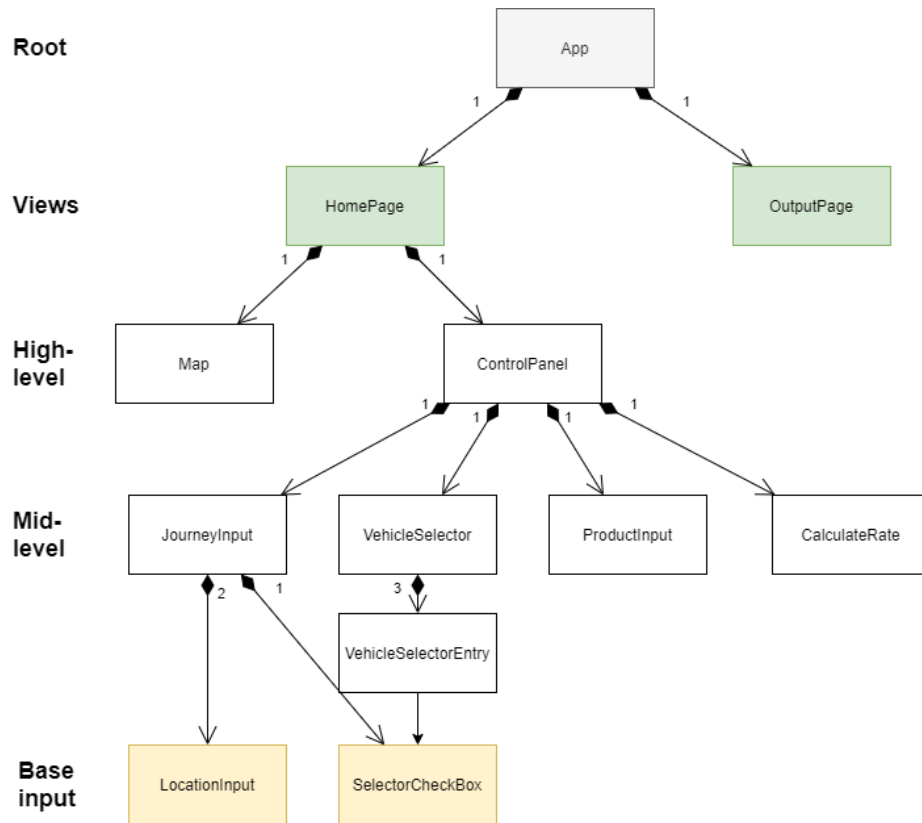 Root
App
1
1
Views
HomePage
OutputPage
1
1
High-
level
Map
ControlPanel
1
1
1
1
Mid-
level
JourneyInput
VehicleSelector
ProductInput
CalculateRate
2
1
3
VehicleSelectorEntry
Base
input
LocationInput
SelectorCheckBox